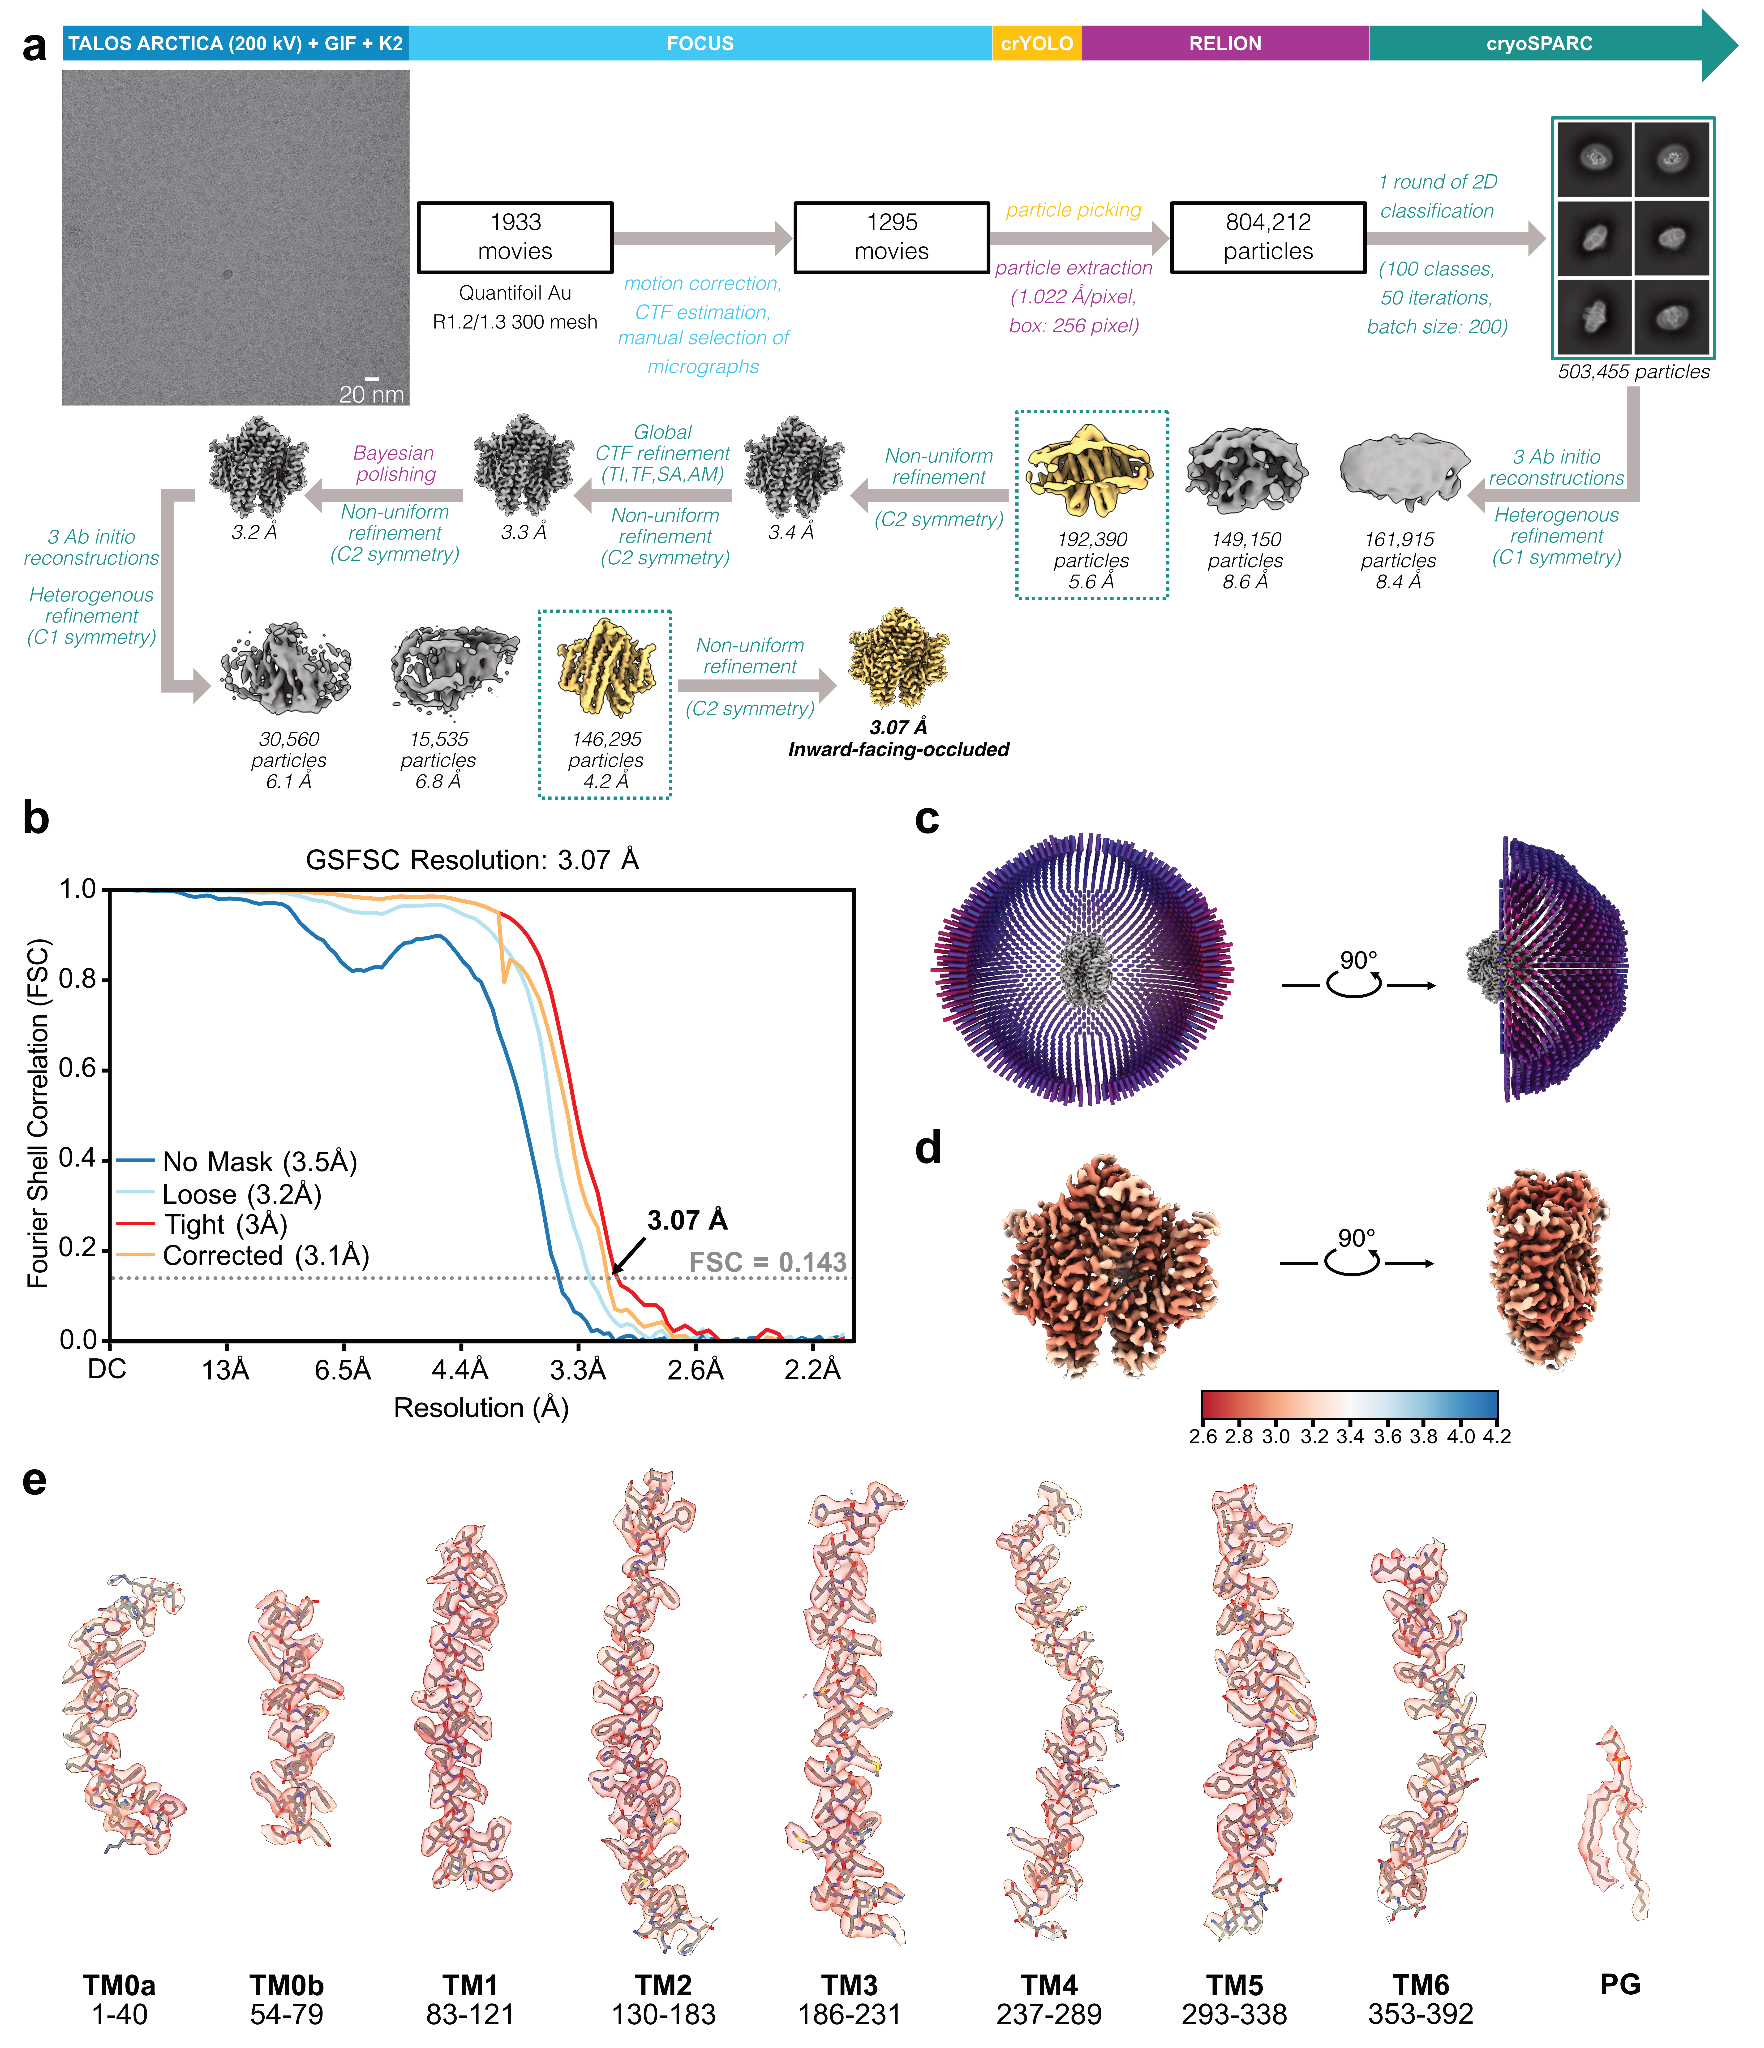 a
TALOS ARCTICA (200 kV) + GIF + K2
FOCUS
crYOLO
RELION
cryoSPARC
20 nm
1933
movies
Quantifoil Au
R1.2/1.3 300 mesh
motion correction,
CTF estimation,
manual selection of
micrographs
1295
movies
particle picking
particle extraction
(1.022 Å/pixel,
box: 256 pixel)
804,212
particles
1 round of 2D
classification
(100 classes,
50 iterations,
batch size: 200)
503,455 particles
3 Ab initio
reconstructions
Heterogenous
refinement
(C1 symmetry)
161,915
particles
8.4 Å
149,150
particles
8.6 Å
192,390
particles
5.6 Å
Non-uniform
refinement
(C2 symmetry)
3.4 Å
Global
CTF refinement
(TI,TF,SA,AM)
Non-uniform
refinement
(C2 symmetry)
3.3 Å
Bayesian
polishing
Non-uniform
refinement
(C2 symmetry)
3.2 Å
3 Ab initio
reconstructions
Heterogenous
refinement
(C1 symmetry)
30,560
particles
6.1 Å
15,535
particles
6.8 Å
146,295
particles
4.2 Å
Non-uniform
refinement
(C2 symmetry)
3.07 Å
Inward-facing-occluded
b
GSFSC Resolution: 3.07 Å
Fourier Shell Correlation (FSC)
1.0
0.8
0.6
0.4
0.2
0.0
No Mask (3.5Å)
Loose (3.2Å)
Tight (3Å)
Corrected (3.1Å)
3.07 Å
FSC = 0.143
DC
13Å
6.5Å
4.4Å
3.3Å
2.6Å
2.2Å
Resolution (Å)
c
90°
d
90°
2.6 2.8 3.0 3.2 3.4 3.6 3.8 4.0 4.2
e
TM0a
1-40
TM0b
54-79
TM1
83-121
TM2
130-183
TM3
186-231
TM4
237-289
TM5
293-338
TM6
353-392
PG